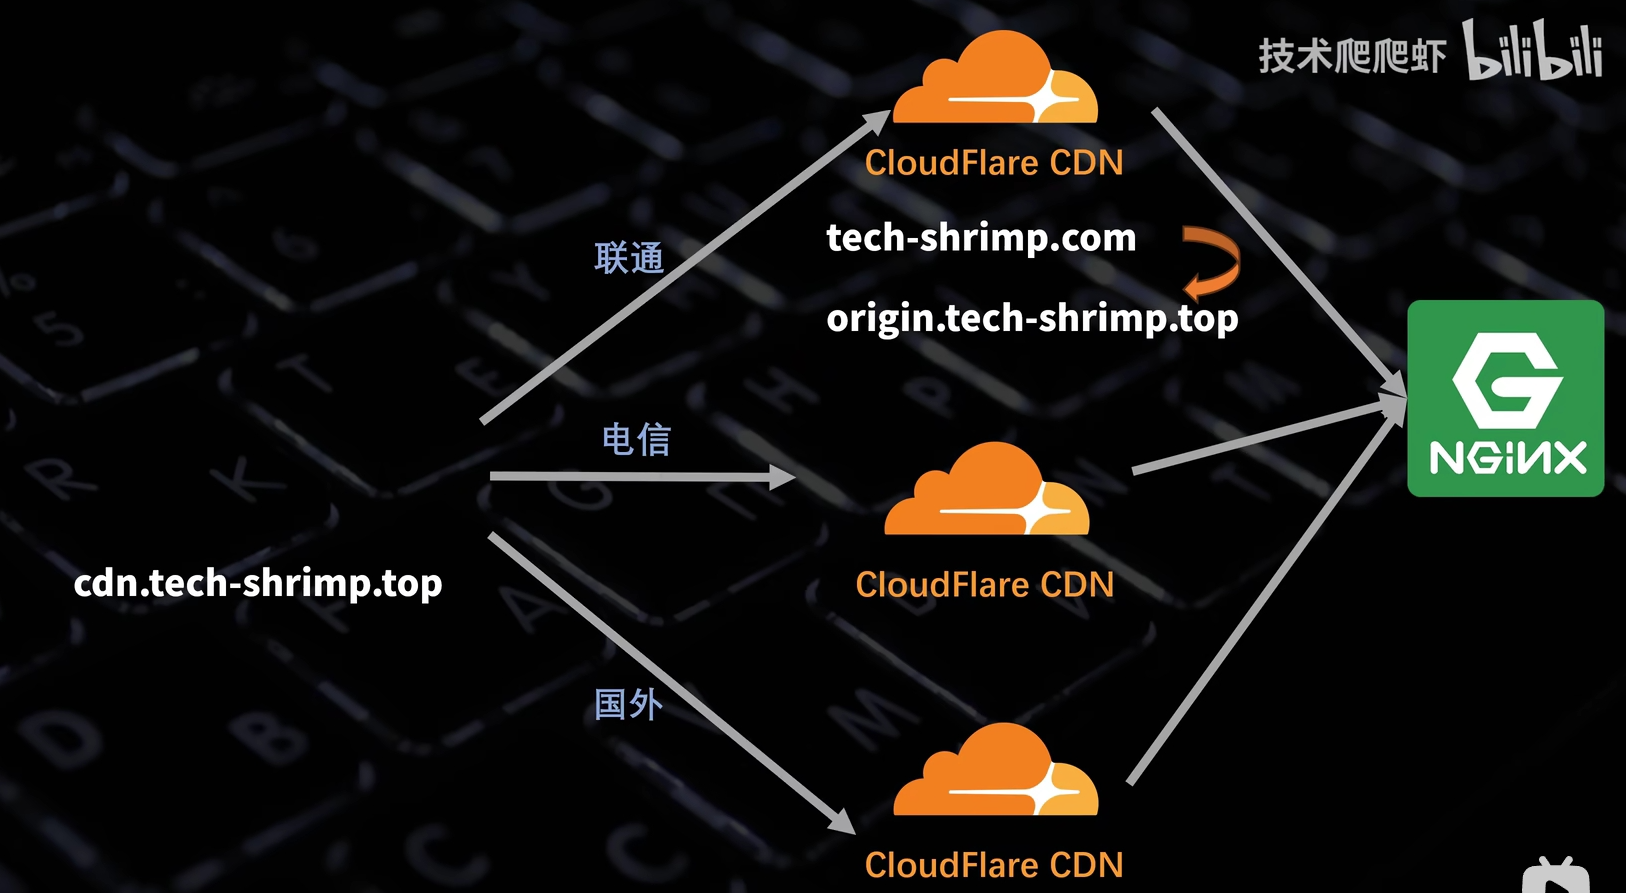 技术爬爬虾 bilibili
CloudFlare CDN
tech-shrimp.com
联通
origin.tech-shrimp.top
电信
NGiNX
CloudFlare CDN
cdn.tech-shrimp.top
国外
CloudFlare CDN